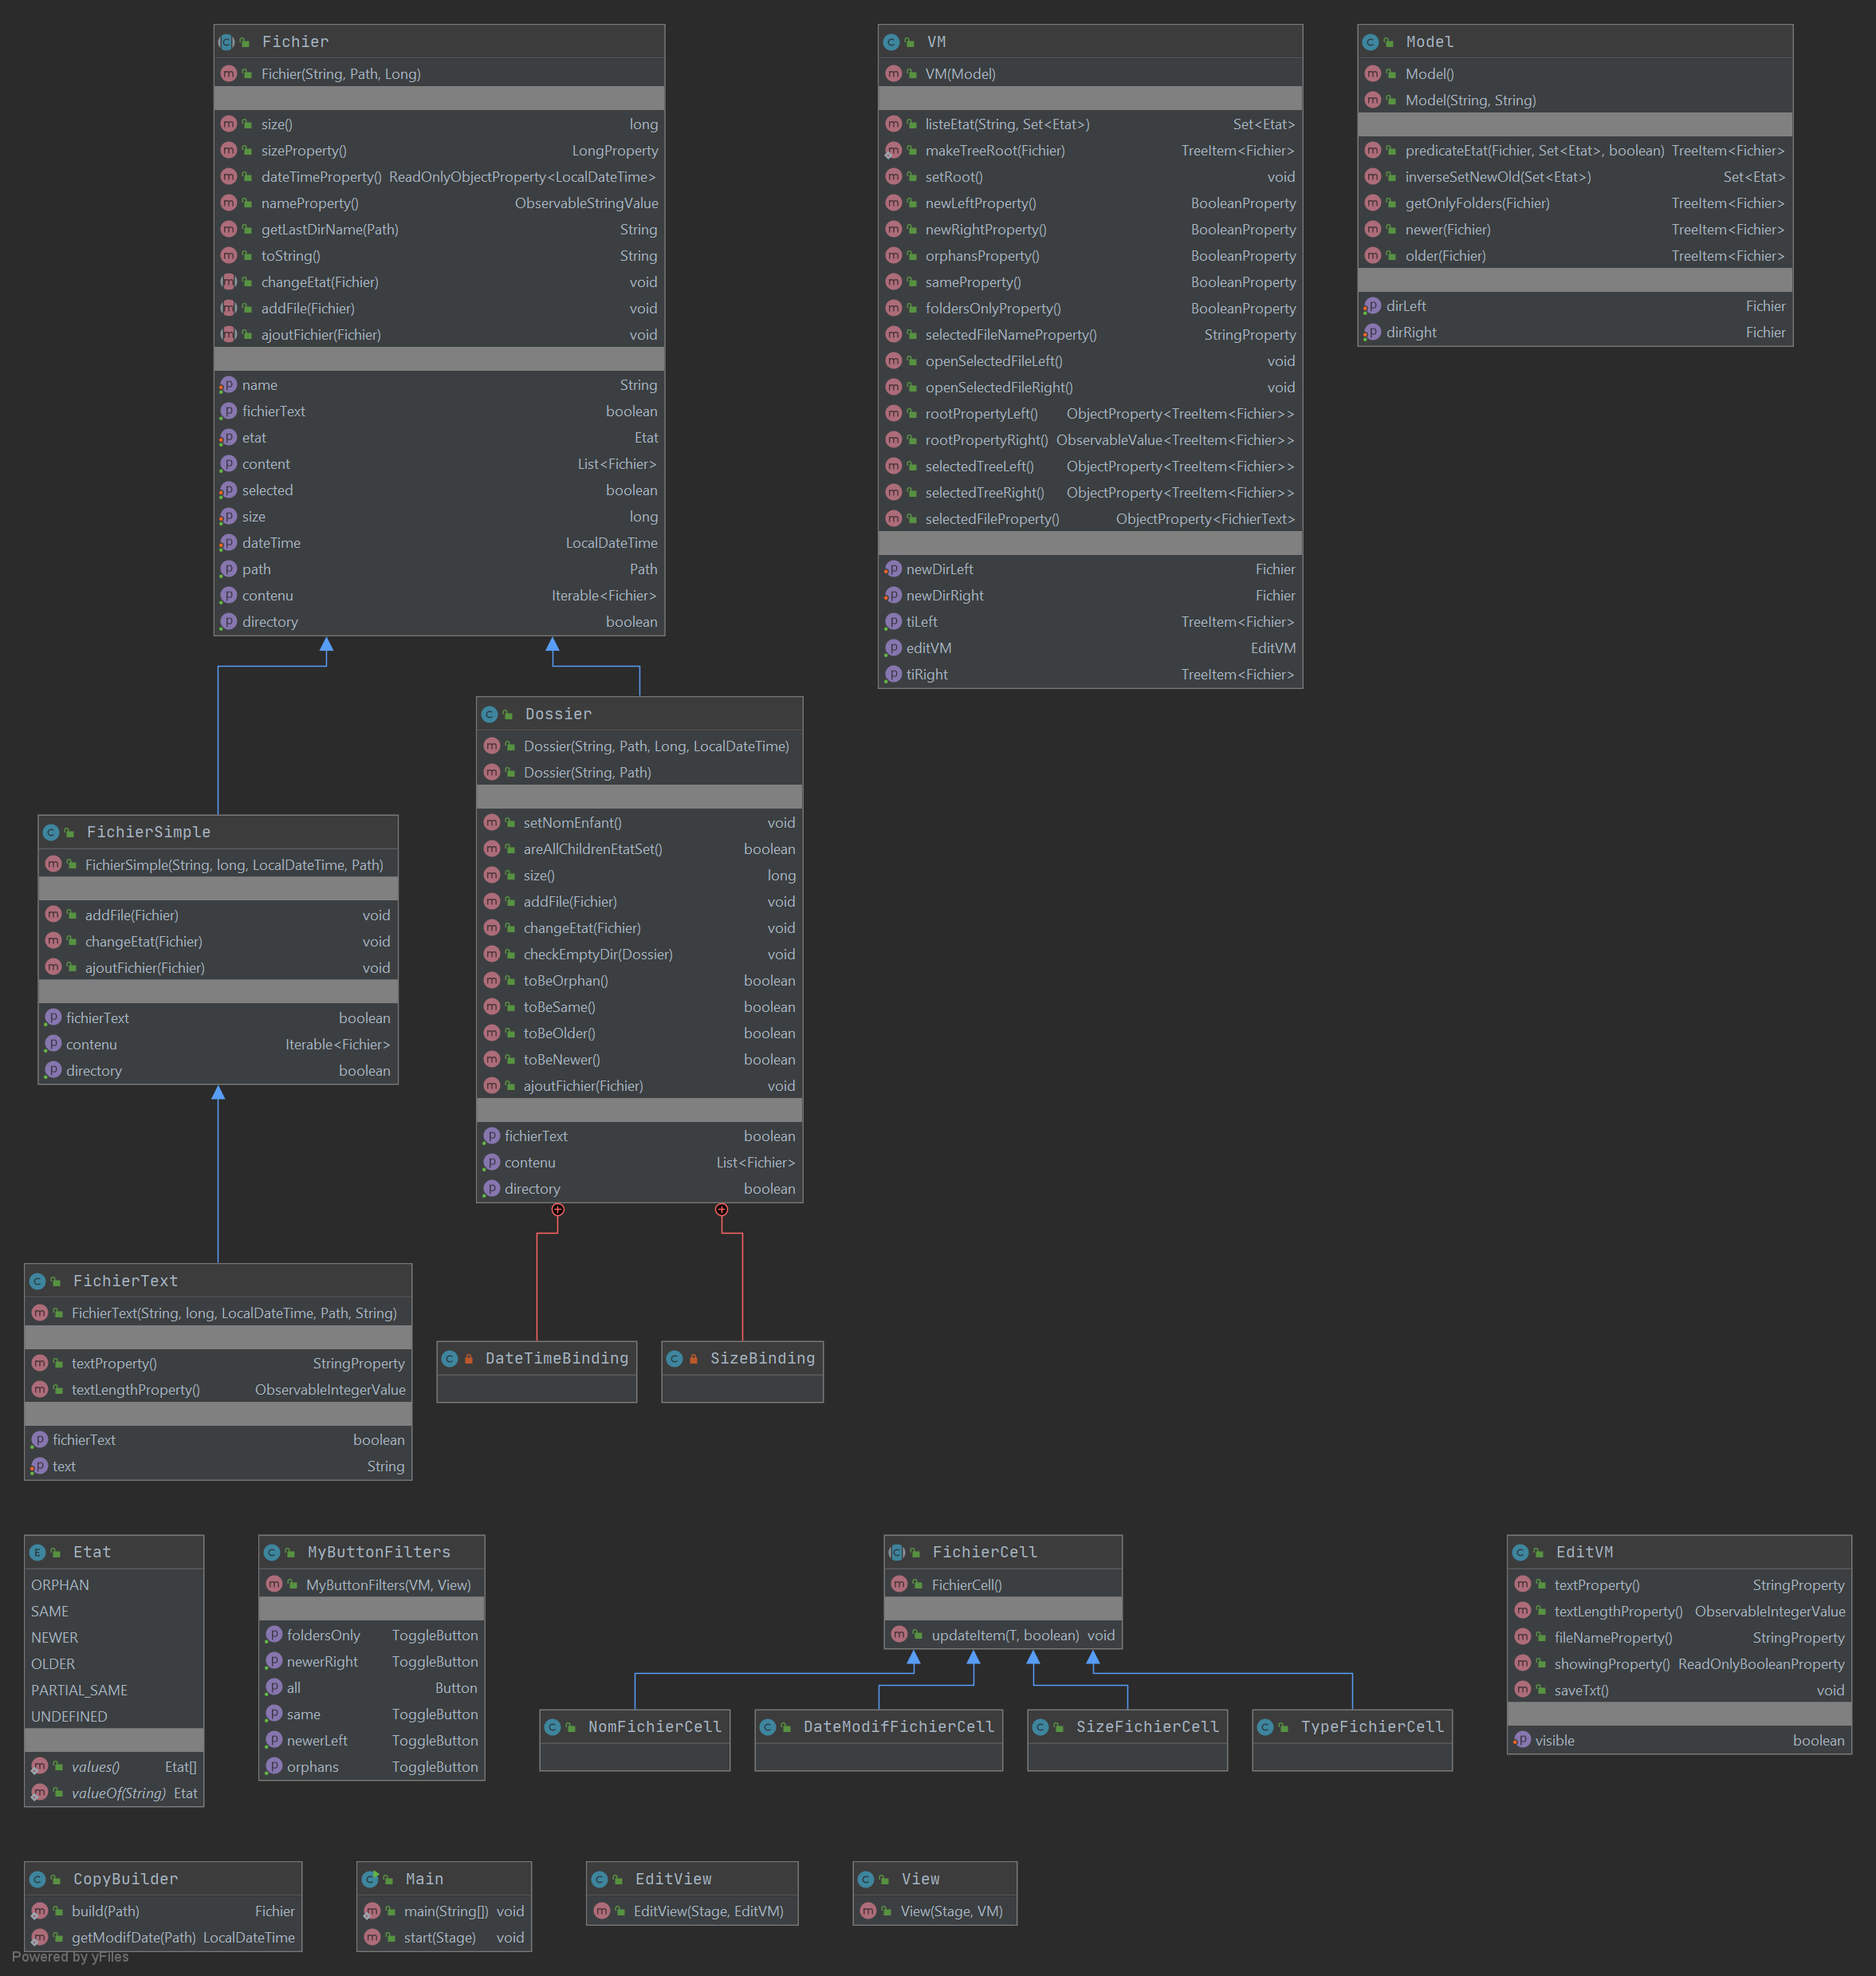 Fichier
Fichier(String, Path, Long)
size() long
sizeProperty() LongProperty
dateTimeProperty() ReadOnlyObjectProperty<LocalDateTime>
nameProperty() ObservableStringValue
getLastDirName(Path) String
toString() String
changeEtat(Fichier) void
addFile(Fichier) void
ajoutFichier(Fichier) void
name String
fichierText boolean
etat Etat
content List<Fichier>
selected boolean
size long
dateTime LocalDateTime
path Path
contenu Iterable<Fichier>
directory boolean
VM
VM(Model)
listeEtat(String, Set<Etat>) Set<Etat>
makeTreeRoot(Fichier) TreeItem<Fichier>
setRoot() void
newLeftProperty() BooleanProperty
newRightProperty() BooleanProperty
orphansProperty() BooleanProperty
sameProperty() BooleanProperty
foldersOnlyProperty() BooleanProperty
selectedFileNameProperty() StringProperty
openSelectedFileLeft() void
openSelectedFileRight() void
rootPropertyLeft() ObjectProperty<TreeItem<Fichier>>
rootPropertyRight() ObservableValue<TreeItem<Fichier>>
selectedTreeLeft() ObjectProperty<TreeItem<Fichier>>
selectedTreeRight() ObjectProperty<TreeItem<Fichier>>
selectedFileProperty() ObjectProperty<FichierText>
newDirLeft Fichier
newDirRight Fichier
tiLeft TreeItem<Fichier>
editVM EditVM
tiRight TreeItem<Fichier>
Model
Model()
Model(String, String)
predicateEtat(Fichier, Set<Etat>, boolean) TreeItem<Fichier>
inverseSetNewOld(Set<Etat>) Set<Etat>
getOnlyFolders(Fichier) TreeItem<Fichier>
newer(Fichier) TreeItem<Fichier>
older(Fichier) TreeItem<Fichier>
dirLeft Fichier
dirRight Fichier
Dossier
Dossier(String, Path, Long, LocalDateTime)
Dossier(String, Path)
setNomEnfant() void
areAllChildrenEtatSet() boolean
size() long
addFile(Fichier) void
changeEtat(Fichier) void
checkEmptyDir(Dossier) void
toBeOrphan() boolean
toBeSame() boolean
toBeOlder() boolean
toBeNewer() boolean
ajoutFichier(Fichier) void
fichierText boolean
contenu List<Fichier>
directory boolean
FichierSimple
FichierSimple(String, long, LocalDateTime, Path)
addFile(Fichier) void
changeEtat(Fichier) void
ajoutFichier(Fichier) void
fichierText boolean
contenu Iterable<Fichier>
directory boolean
FichierText
FichierText(String, long, LocalDateTime, Path, String)
textProperty() StringProperty
textLengthProperty() ObservableIntegerValue
fichierText boolean
text String
DateTimeBinding
SizeBinding
Etat
ORPHAN
SAME
NEWER
OLDER
PARTIAL_SAME
UNDEFINED
values() Etat[]
valueOf(String) Etat
MyButtonFilters
MyButtonFilters(VM, View)
foldersOnly ToggleButton
newerRight ToggleButton
all Button
same ToggleButton
newerLeft ToggleButton
orphans ToggleButton
FichierCell
FichierCell()
updateItem(T, boolean) void
NomFichierCell
DateModifFichierCell
SizeFichierCell
TypeFichierCell
EditVM
textProperty() StringProperty
textLengthProperty() ObservableIntegerValue
fileNameProperty() StringProperty
showingProperty() ReadOnlyBooleanProperty
saveTxt() void
visible boolean
CopyBuilder
build(Path) Fichier
getModifDate(Path) LocalDateTime
Main
main(String[]) void
start(Stage) void
EditView
EditView(Stage, EditVM)
View
View(Stage, VM)
Powered by yFiles